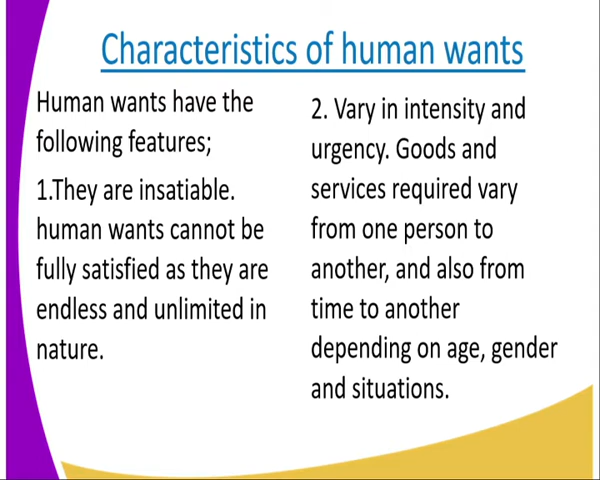 Characteristics of human wants
Human wants have the
following features;
1.They are insatiable.
human wants cannot be
fully satisfied as they are
endless and unlimited in
nature.
2. Vary in intensity and
urgency. Goods and
services required vary
from one person to
another, and also from
time to another
depending on age, gender
and situations.